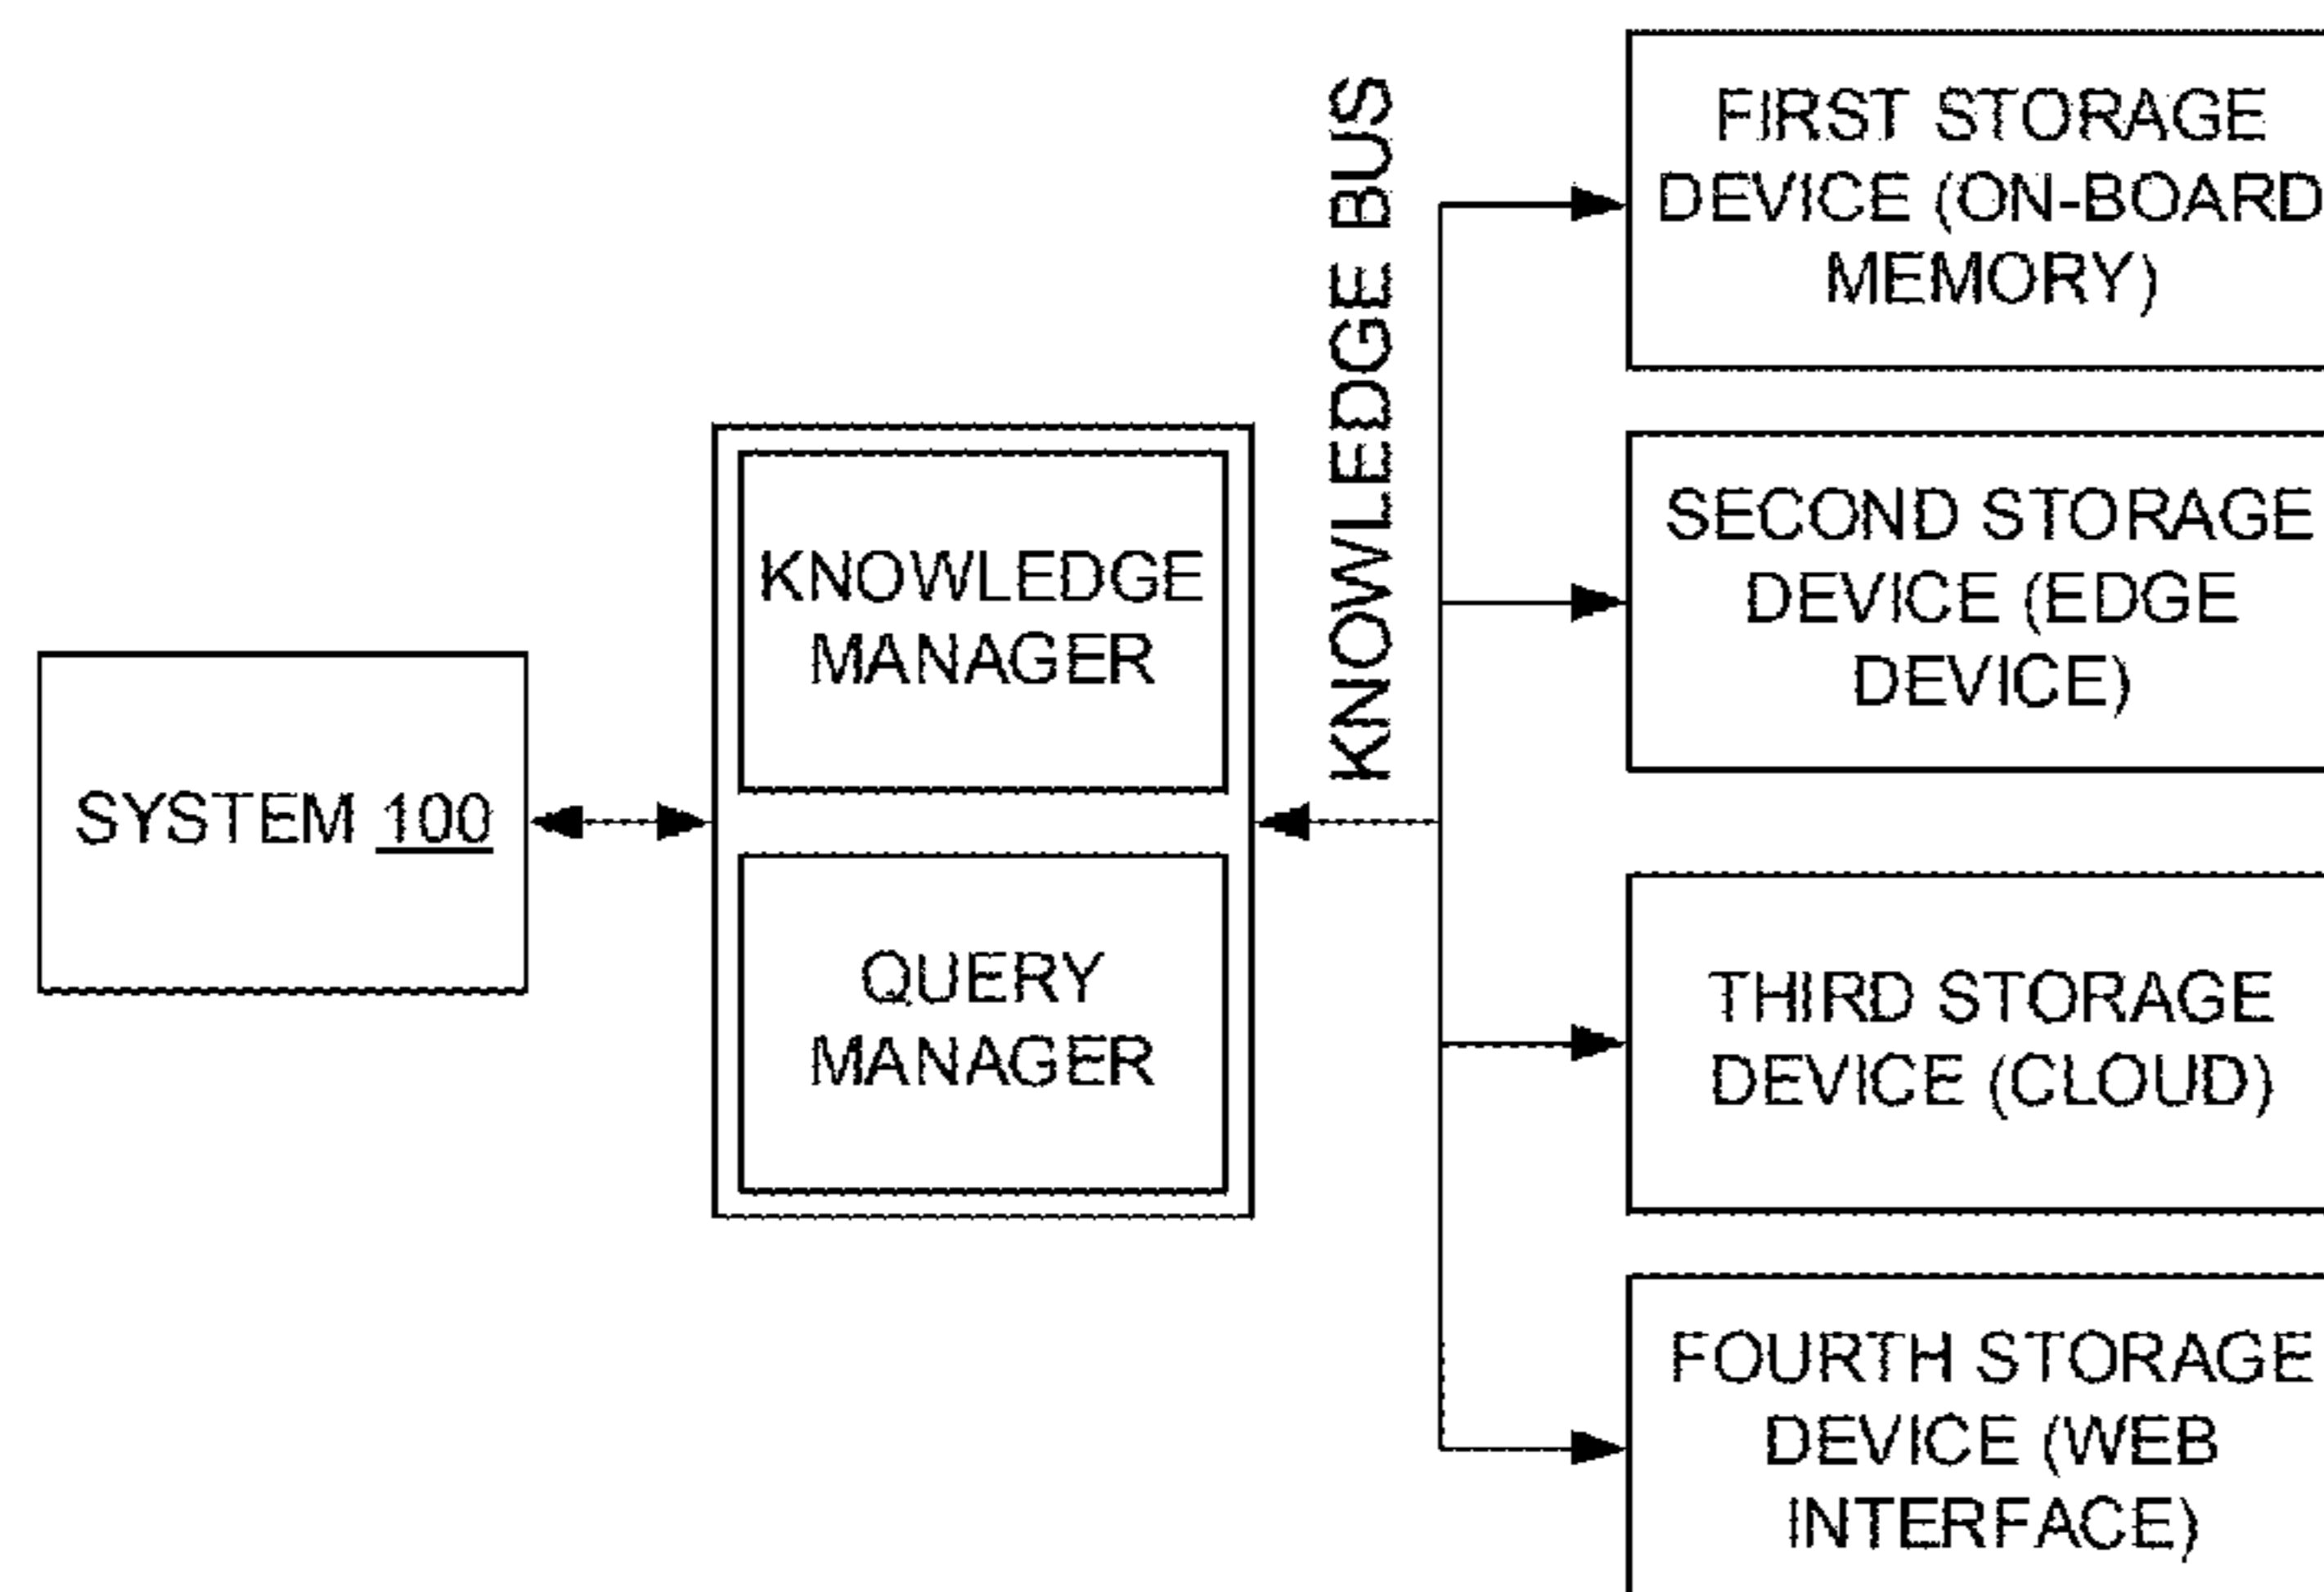 SYSTEM 100
KNOWLEDGE
MANAGER
QUERY
MANAGER
KNOWLEDGE BUS
FIRST STORAGE
DEVICE (ON-BOARD
MEMORY)
SECOND STORAGE
DEVICE (EDGE
DEVICE)
THIRD STORAGE
DEVICE (CLOUD)
FOURTH STORAGE
DEVICE (WEB
INTERFACE)